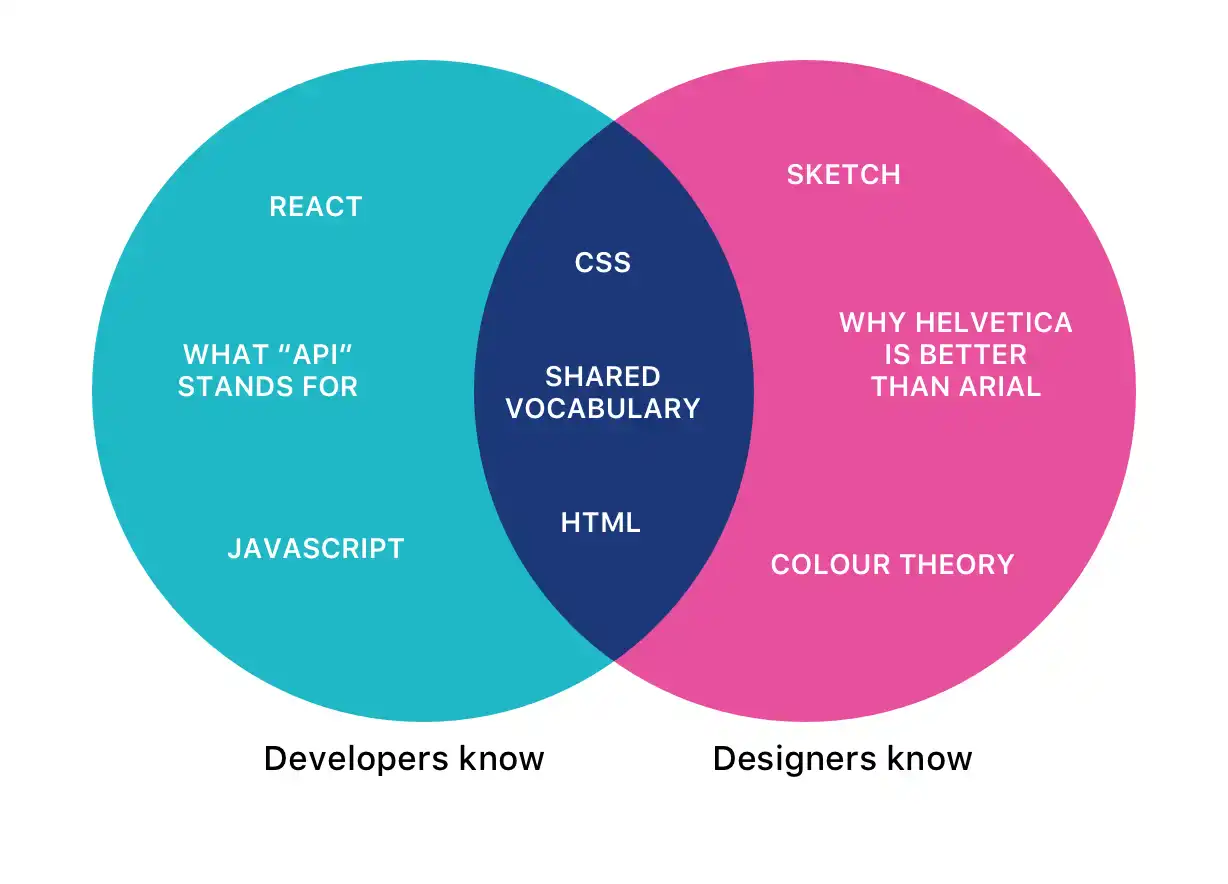 REACT
WHAT “API”
STANDS FOR
JAVASCRIPT
CSS
SHARED
VOCABULARY
HTML
SKETCH
WHY HELVETICA
IS BETTER
THAN ARIAL
COLOUR THEORY
Developers know
Designers know